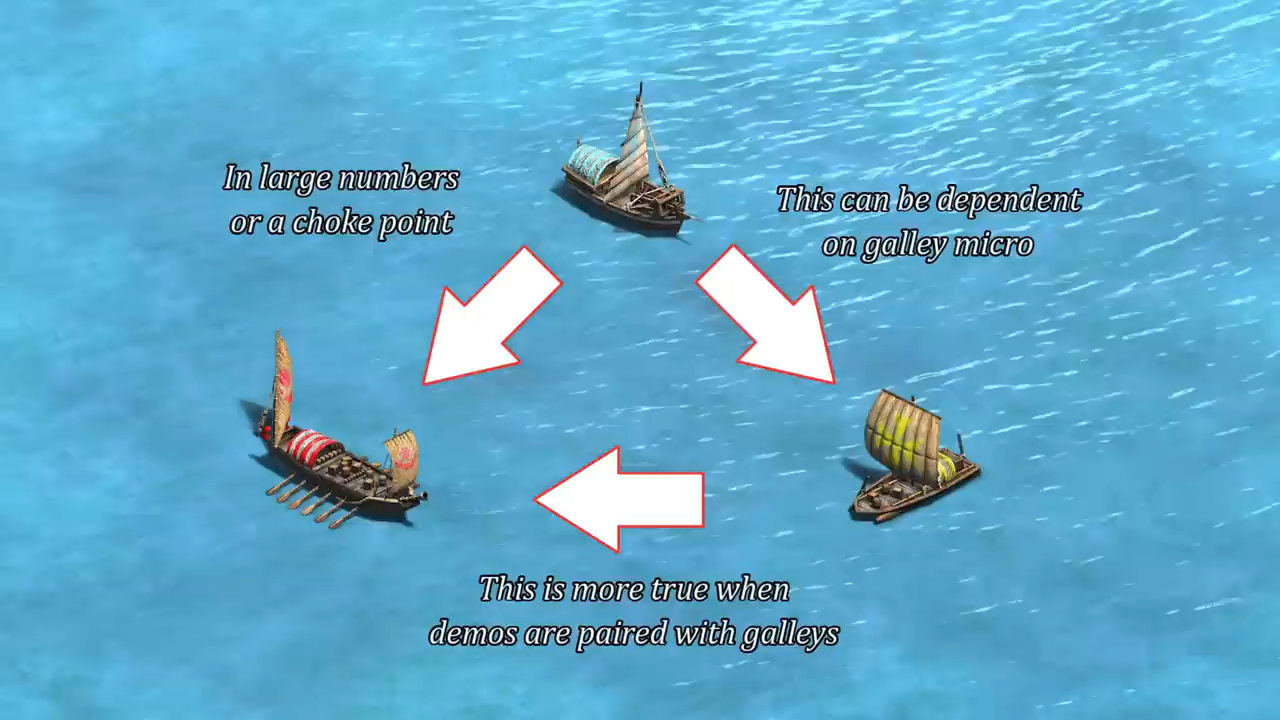 In large numbers
or a choke point
This can be dependent
on galley micro
This is more true when
demos are paired with galleys